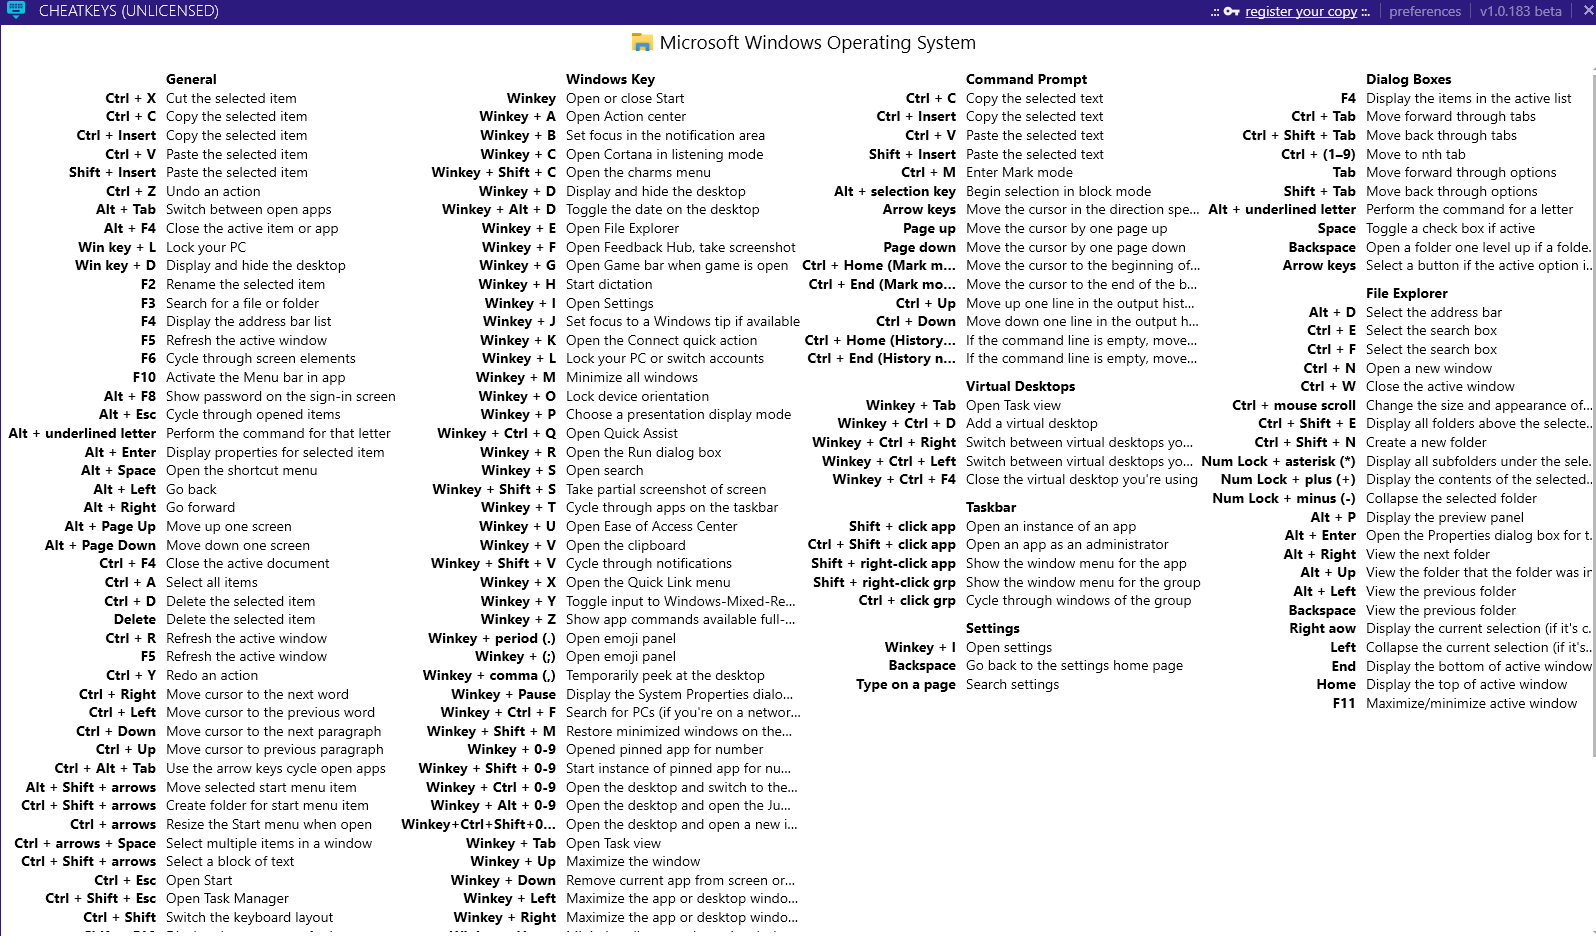 CHEATKEYS (UNLICENSED)
.:: register your copy ::.
preferences
v1.0.183 beta
Microsoft Windows Operating System
General
Ctrl + X Cut the selected item
Ctrl + C Copy the selected item
Ctrl + Insert Copy the selected item
Ctrl + V Paste the selected item
Shift + Insert Paste the selected item
Ctrl + Z Undo an action
Alt + Tab Switch between open apps
Alt + F4 Close the active item or app
Win key + L Lock your PC
Win key + D Display and hide the desktop
F2 Rename the selected item
F3 Search for a file or folder
F4 Display the address bar list
F5 Refresh the active window
F6 Cycle through screen elements
F10 Activate the Menu bar in app
Alt + F8 Show password on the sign-in screen
Alt + Esc Cycle through opened items
Alt + underlined letter Perform the command for that letter
Alt + Enter Display properties for selected item
Alt + Space Open the shortcut menu
Alt + Left Go back
Alt + Right Go forward
Alt + Page Up Move up one screen
Alt + Page Down Move down one screen
Ctrl + F4 Close the active document
Ctrl + A Select all items
Ctrl + D Delete the selected item
Delete Delete the selected item
Ctrl + R Refresh the active window
F5 Refresh the active window
Ctrl + Y Redo an action
Ctrl + Right Move cursor to the next word
Ctrl + Left Move cursor to the previous word
Ctrl + Down Move cursor to the next paragraph
Ctrl + Up Move cursor to previous paragraph
Ctrl + Alt + Tab Use the arrow keys cycle open apps
Alt + Shift + arrows Move selected start menu item
Ctrl + Shift + arrows Create folder for start menu item
Ctrl + arrows Resize the Start menu when open
Ctrl + arrows + Space Select multiple items in a window
Ctrl + Shift + arrows Select a block of text
Ctrl + Esc Open Start
Ctrl + Shift + Esc Open Task Manager
Ctrl + Shift Switch the keyboard layout
Windows Key
Winkey Open or close Start
Winkey + A Open Action center
Winkey + B Set focus in the notification area
Winkey + C Open Cortana in listening mode
Winkey + Shift + C Open the charms menu
Winkey + D Display and hide the desktop
Winkey + Alt + D Toggle the date on the desktop
Winkey + E Open File Explorer
Winkey + F Open Feedback Hub, take screenshot
Winkey + G Open Game bar when game is open
Winkey + H Start dictation
Winkey + I Open Settings
Winkey + J Set focus to a Windows tip if available
Winkey + K Open the Connect quick action
Winkey + L Lock your PC or switch accounts
Winkey + M Minimize all windows
Winkey + O Lock device orientation
Winkey + P Choose a presentation display mode
Winkey + Ctrl + Q Open Quick Assist
Winkey + R Open the Run dialog box
Winkey + S Open search
Winkey + Shift + S Take partial screenshot of screen
Winkey + T Cycle through apps on the taskbar
Winkey + U Open Ease of Access Center
Winkey + V Open the clipboard
Winkey + Shift + V Cycle through notifications
Winkey + X Open the Quick Link menu
Winkey + Y Toggle input to Windows-Mixed-Re...
Winkey + Z Show app commands available full-...
Winkey + period (.) Open emoji panel
Winkey + (;) Open emoji panel
Winkey + comma (,) Temporarily peek at the desktop
Winkey + Pause Display the System Properties dialo...
Winkey + Ctrl + F Search for PCs (if you're on a networ...
Winkey + Shift + M Restore minimized windows on the...
Winkey + 0-9 Opened pinned app for number
Winkey + Shift + 0-9 Start instance of pinned app for nu...
Winkey + Ctrl + 0-9 Open the desktop and switch to the...
Winkey + Alt + 0-9 Open the desktop and open the Ju...
Winkey+Ctrl+Shift+0... Open the desktop and open a new i...
Winkey + Tab Open Task view
Winkey + Up Maximize the window
Winkey + Down Remove current app from screen or...
Winkey + Left Maximize the app or desktop windo...
Winkey + Right Maximize the app or desktop windo...
Command Prompt
Ctrl + C Copy the selected text
Ctrl + Insert Copy the selected text
Ctrl + V Paste the selected text
Shift + Insert Paste the selected text
Ctrl + M Enter Mark mode
Alt + selection key Begin selection in block mode
Arrow keys Move the cursor in the direction spe...
Page up Move the cursor by one page up
Page down Move the cursor by one page down
Ctrl + Home (Mark m... Move the cursor to the beginning of...
Ctrl + End (Mark mo... Move the cursor to the end of the b...
Ctrl + Up Move up one line in the output hist...
Ctrl + Down Move down one line in the output h...
Ctrl + Home (History... If the command line is empty, move...
Ctrl + End (History n... If the command line is empty, move...
Virtual Desktops
Winkey + Tab Open Task view
Winkey + Ctrl + D Add a virtual desktop
Winkey + Ctrl + Right Switch between virtual desktops yo...
Winkey + Ctrl + Left Switch between virtual desktops yo...
Winkey + Ctrl + F4 Close the virtual desktop you're using
Taskbar
Shift + click app Open an instance of an app
Ctrl + Shift + click app Open an app as an administrator
Shift + right-click app Show the window menu for the app
Shift + right-click grp Show the window menu for the group
Ctrl + click grp Cycle through windows of the group
Settings
Winkey + I Open settings
Backspace Go back to the settings home page
Type on a page Search settings
Dialog Boxes
F4 Display the items in the active list
Ctrl + Tab Move forward through tabs
Ctrl + Shift + Tab Move back through tabs
Ctrl + (1–9) Move to nth tab
Tab Move forward through options
Shift + Tab Move back through options
Alt + underlined letter Perform the command for a letter
Space Toggle a check box if active
Backspace Open a folder one level up if a folde..
Arrow keys Select a button if the active option i...
File Explorer
Alt + D Select the address bar
Ctrl + E Select the search box
Ctrl + F Select the search box
Ctrl + N Open a new window
Ctrl + W Close the active window
Ctrl + mouse scroll Change the size and appearance of...
Ctrl + Shift + E Display all folders above the selecte..
Ctrl + Shift + N Create a new folder
Num Lock + asterisk (*) Display all subfolders under the sele..
Num Lock + plus (+) Display the contents of the selected..
Num Lock + minus (-) Collapse the selected folder
Alt + P Display the preview panel
Alt + Enter Open the Properties dialog box for t..
Alt + Right View the next folder
Alt + Up View the folder that the folder was in
Alt + Left View the previous folder
Backspace View the previous folder
Right aow Display the current selection (if it's c..
Left Collapse the current selection (if it's...
End Display the bottom of active window
Home Display the top of active window
F11 Maximize/minimize active window